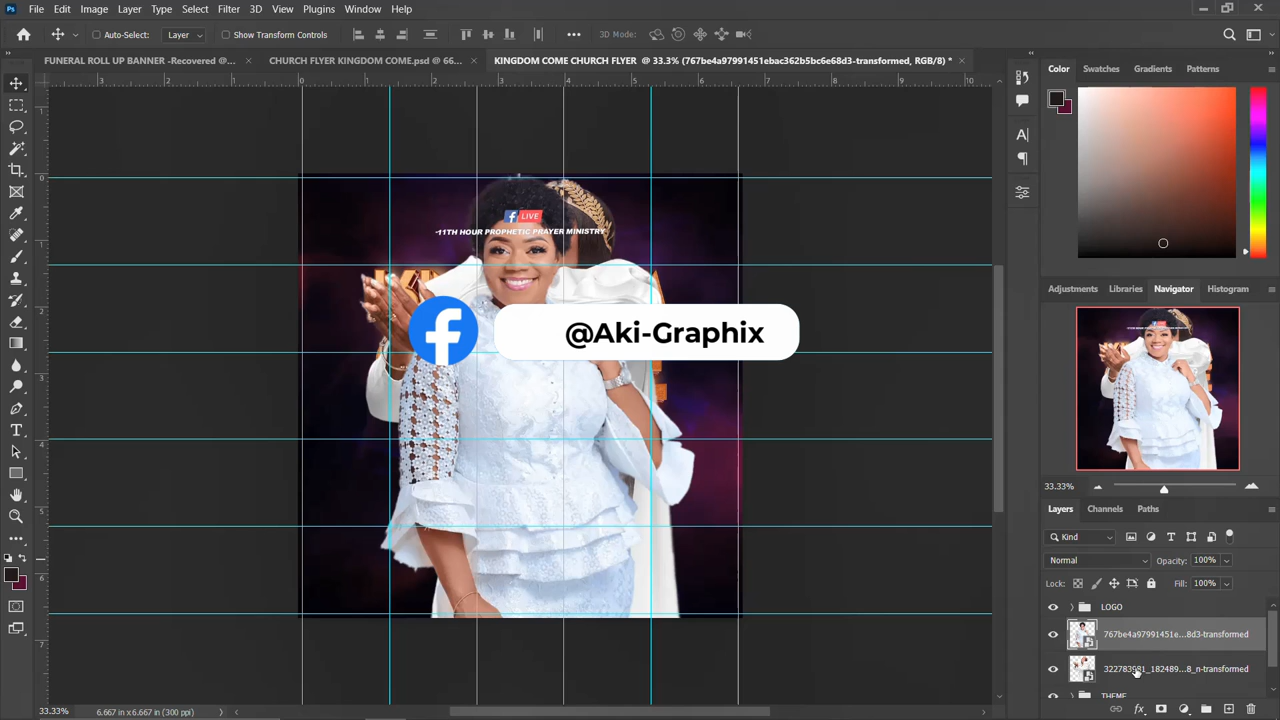 File Edit Image Layer Type Select Filter 3D View Plugins Window Help
Auto-Select: Layer Show Transform Controls 3D Mode:
FUNERAL ROLL UP BANNER -Recovered @... CHURCH FLYER KINGDOM COME.psd @ 66... KINGDOM COME CHURCH FLYER @ 33.3% (767be4a97991451ebac362b5bc6e68d3-transformed, RGB/8) *
Color Swatches Gradients Patterns
f LIVE
-11TH HOUR PROPHETIC PRAYER MINISTRY
@Aki-Graphix
Adjustments Libraries Navigator Histogram
33.33%
Layers Channels Paths
Kind
Normal Opacity: 100%
Lock: Fill: 100%
LOGO
767be4a97991451e...8d3-transformed
322783981_182489...8_n-transformed
THEME
33.33% 6.667 in x 6.667 in (300 ppi)